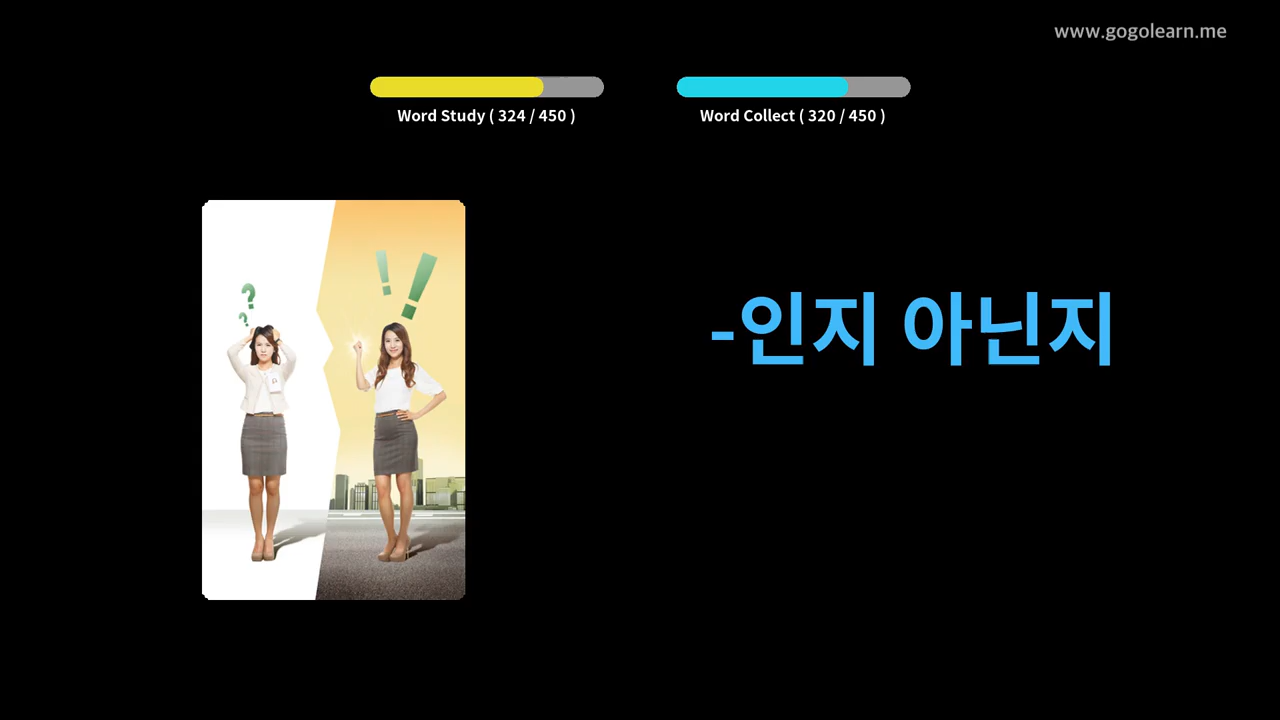 www.gogolearn.me
Word Study ( 324 / 450 )
Word Collect ( 320 / 450 )
? ?
! !
-인지 아닌지